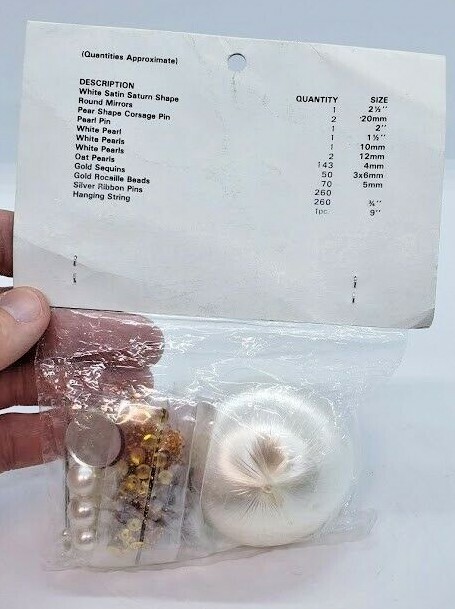 (Quantities Approximate)
DESCRIPTION QUANTITY SIZE
White Satin Saturn Shape 1 2½"
Round Mirrors 2 20mm
Pear Shape Corsage Pin 1 2"
Pearl Pin 1 1½"
White Pearl 1 10mm
White Pearls 2 12mm
White Pearls 143 4mm
Oat Pearls 50 3x6mm
Gold Sequins 70 5mm
Gold Rocaille Beads 260
Silver Ribbon Pins 260 ¾"
Hanging String 1pc. 9"